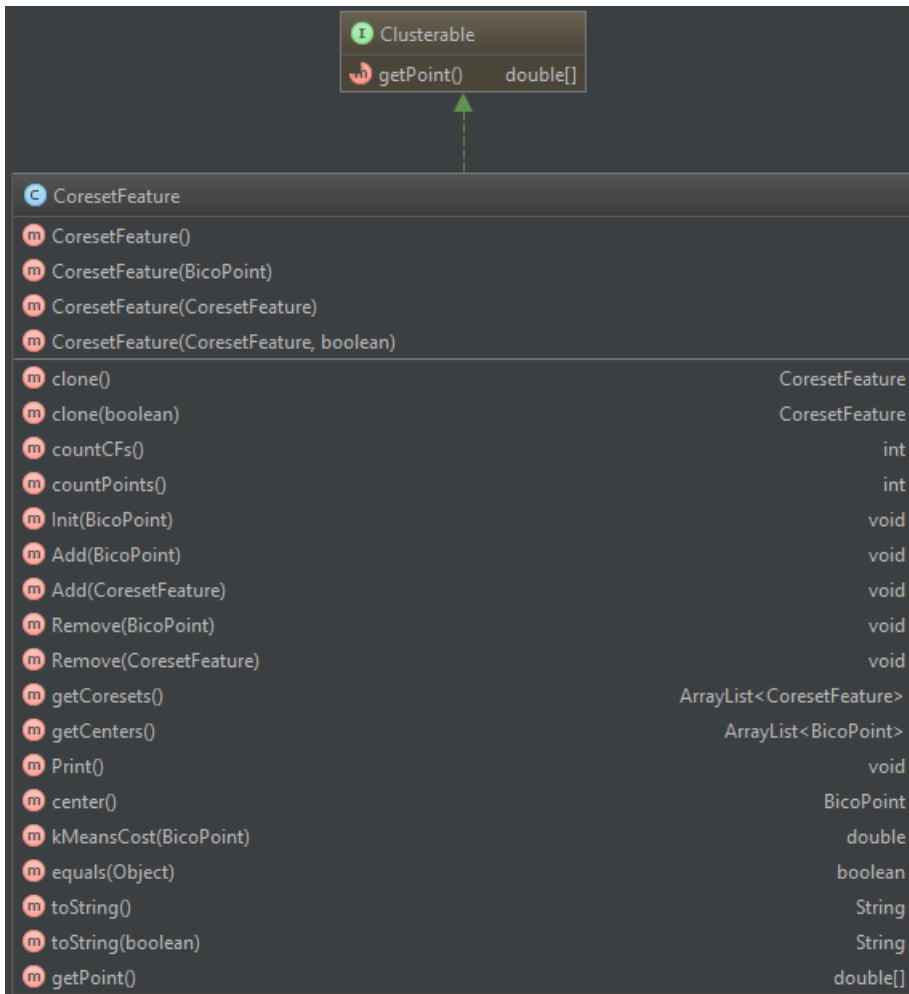 I Clusterable
m getPoint() double[]
C CoresetFeature
m CoresetFeature()
m CoresetFeature(BicoPoint)
m CoresetFeature(CoresetFeature)
m CoresetFeature(CoresetFeature, boolean)
m clone() CoresetFeature
m clone(boolean) CoresetFeature
m countCFs() int
m countPoints() int
m Init(BicoPoint) void
m Add(BicoPoint) void
m Add(CoresetFeature) void
m Remove(BicoPoint) void
m Remove(CoresetFeature) void
m getCoresets() ArrayList<CoresetFeature>
m getCenters() ArrayList<BicoPoint>
m Print() void
m center() BicoPoint
m kMeansCost(BicoPoint) double
m equals(Object) boolean
m toString() String
m toString(boolean) String
m getPoint() double[]